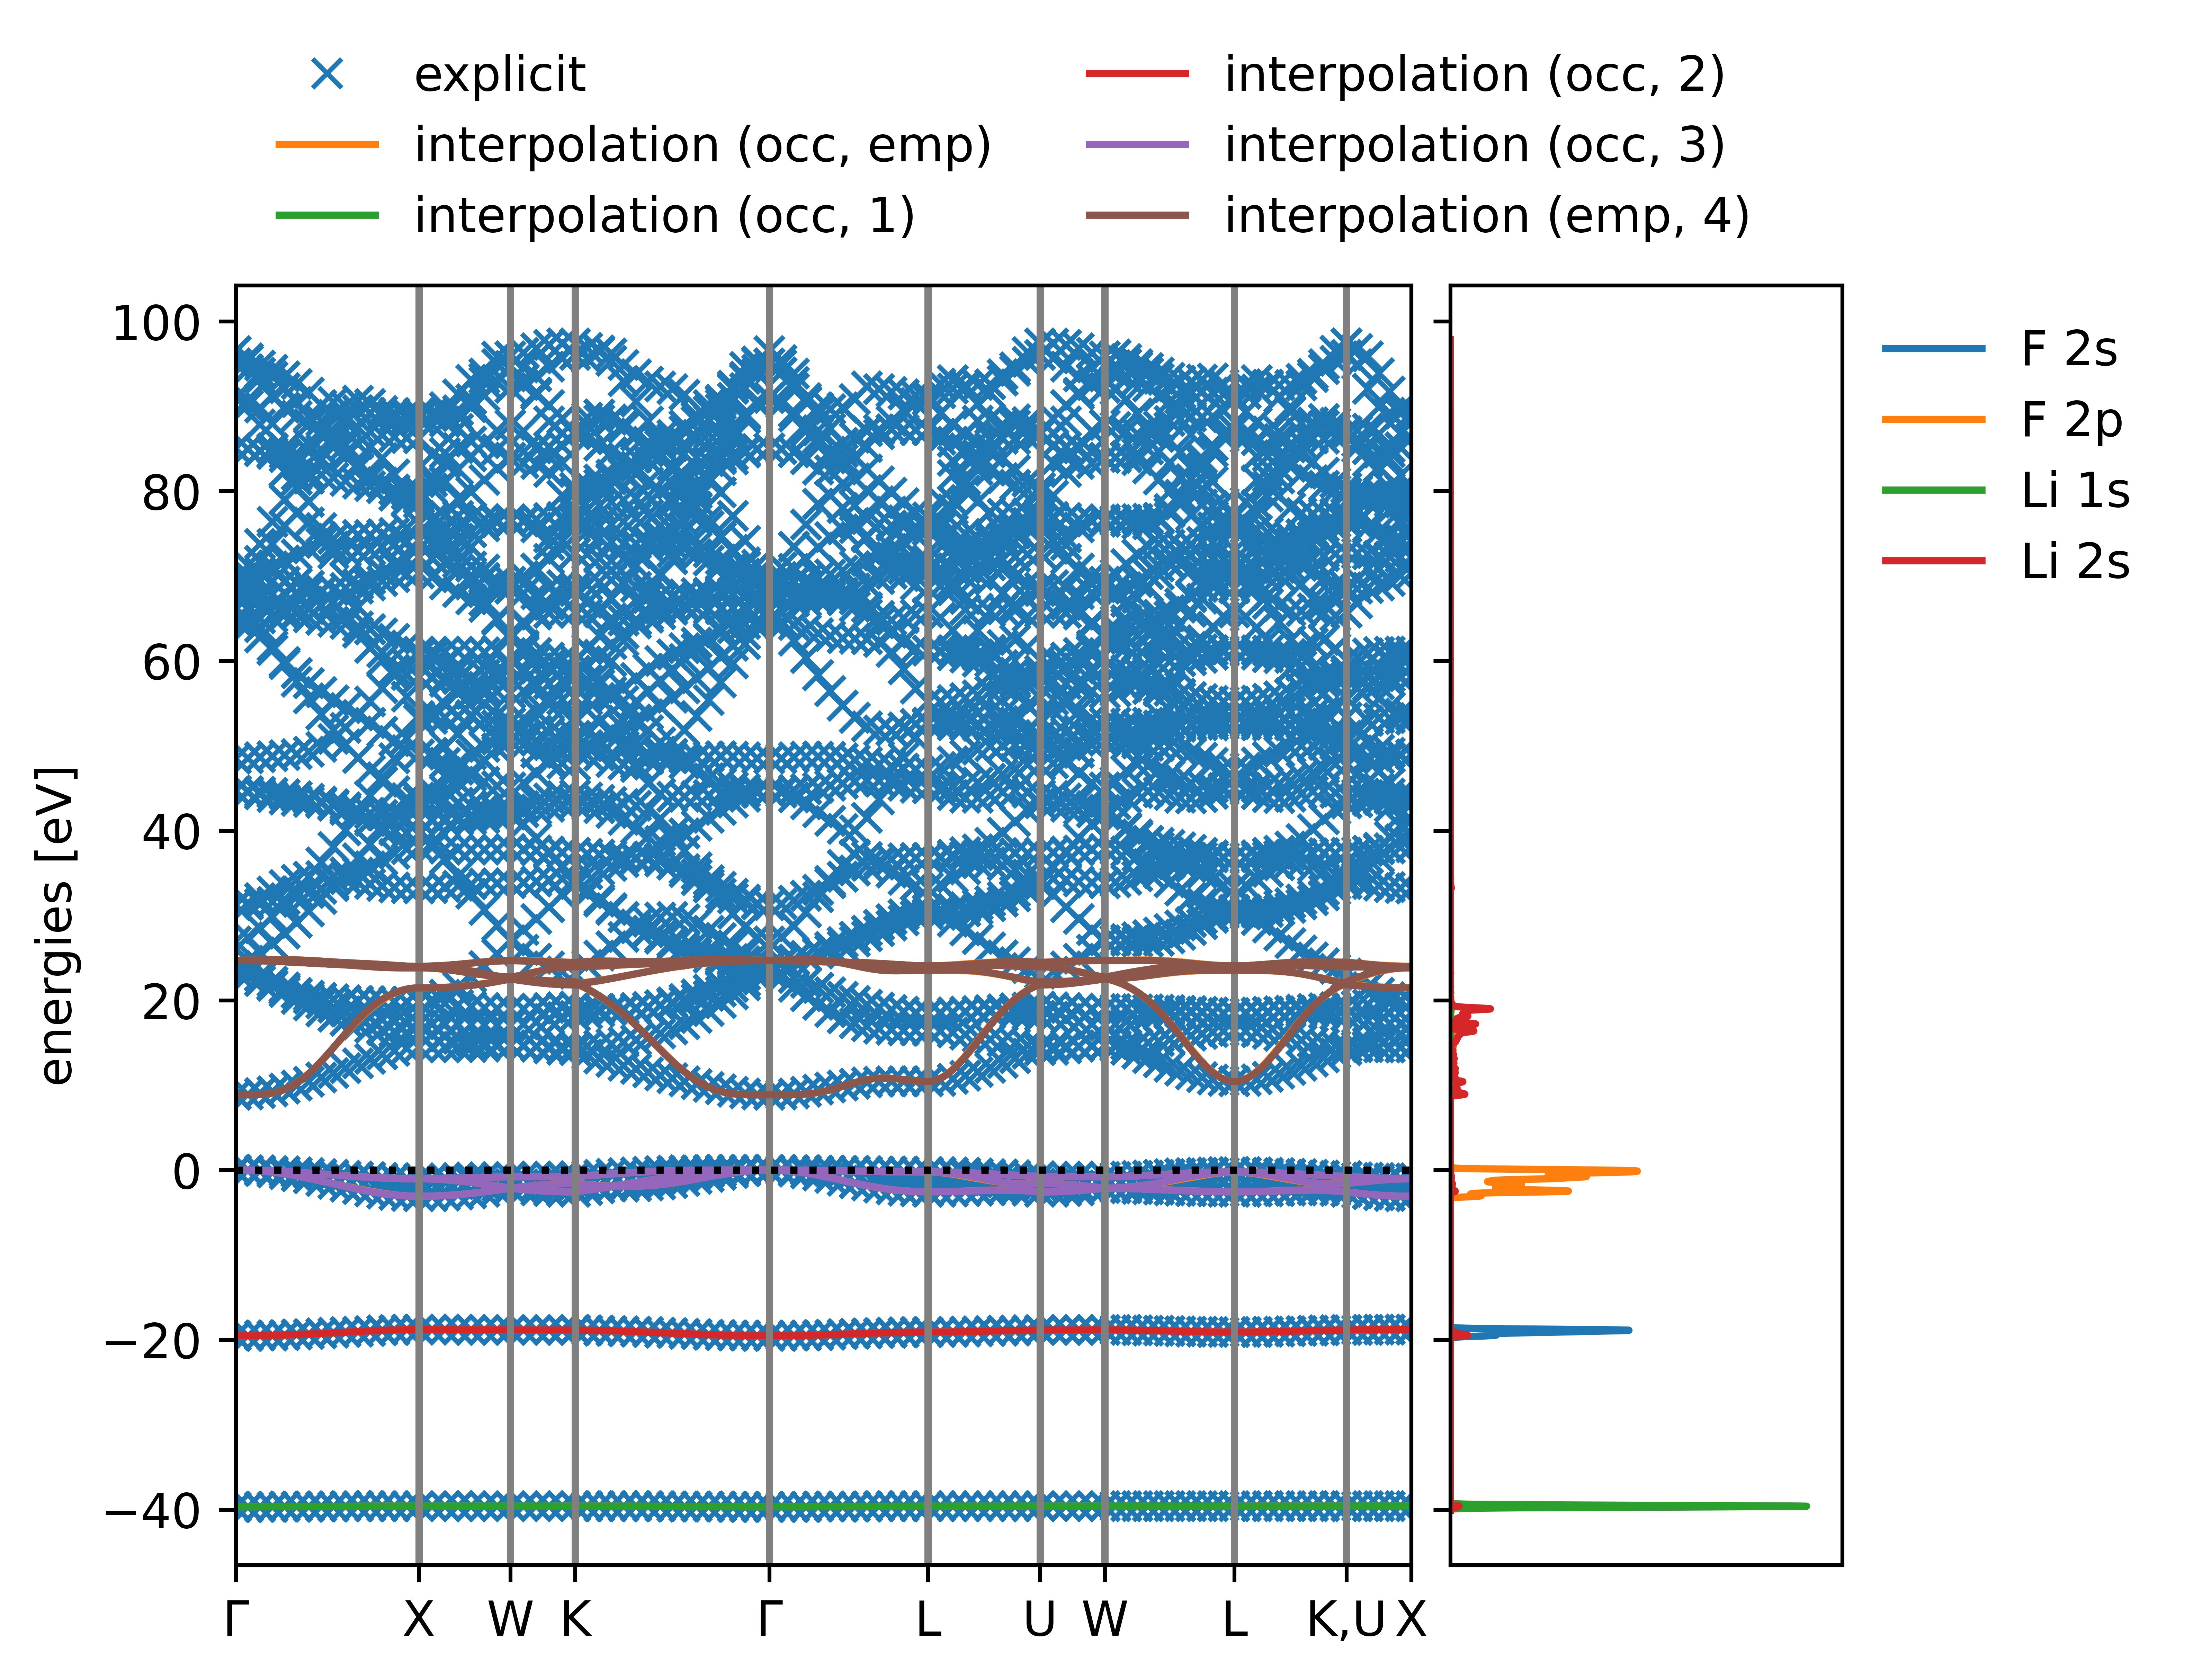 explicit
interpolation (occ, emp)
interpolation (occ, 1)
interpolation (occ, 2)
interpolation (occ, 3)
interpolation (emp, 4)
energies [eV]
100
80
60
40
20
0
−20
−40
Γ X W K Γ L U W L K,U X
F 2s
F 2p
Li 1s
Li 2s